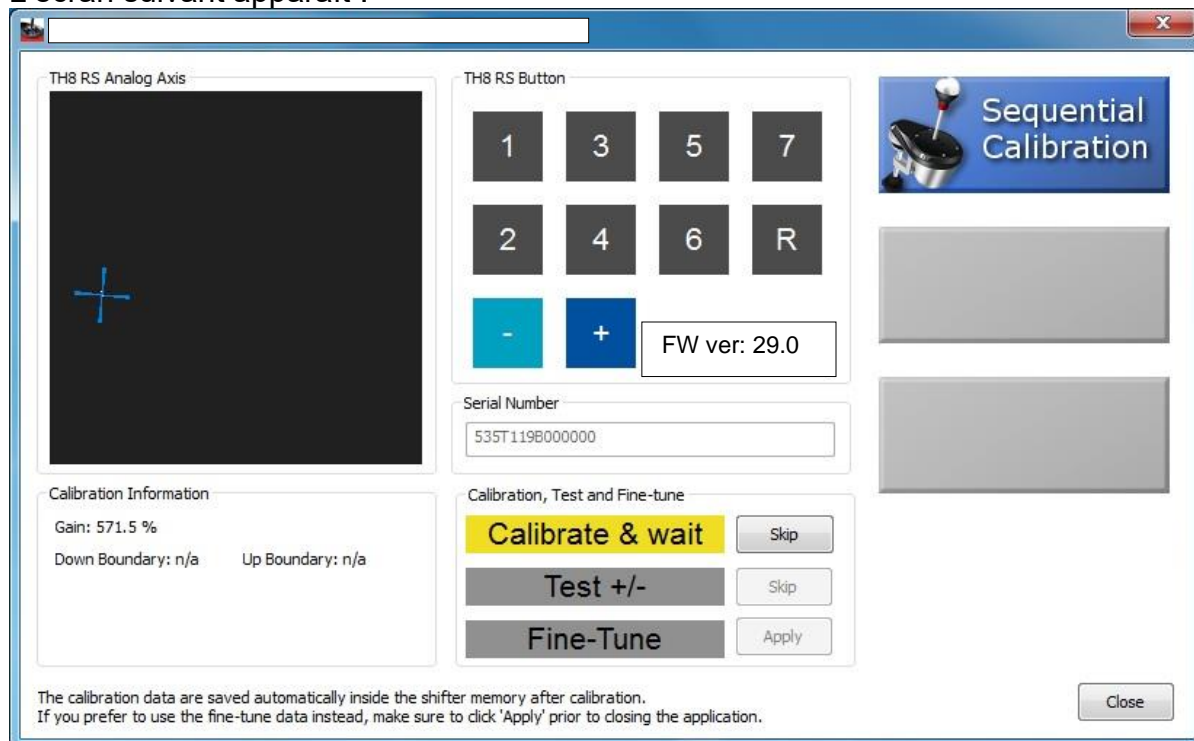 L'écran suivant apparaît :
TH8 RS Analog Axis
TH8 RS Button
1 3 5 7
2 4 6 R
- +
FW ver: 29.0
Sequential
Calibration
Serial Number
535T119B000000
Calibration Information
Gain: 571.5 %
Down Boundary: n/a Up Boundary: n/a
Calibration, Test and Fine-tune
Calibrate & wait Skip
Test +/- Skip
Fine-Tune Apply
The calibration data are saved automatically inside the shifter memory after calibration.
If you prefer to use the fine-tune data instead, make sure to click 'Apply' prior to closing the application.
Close